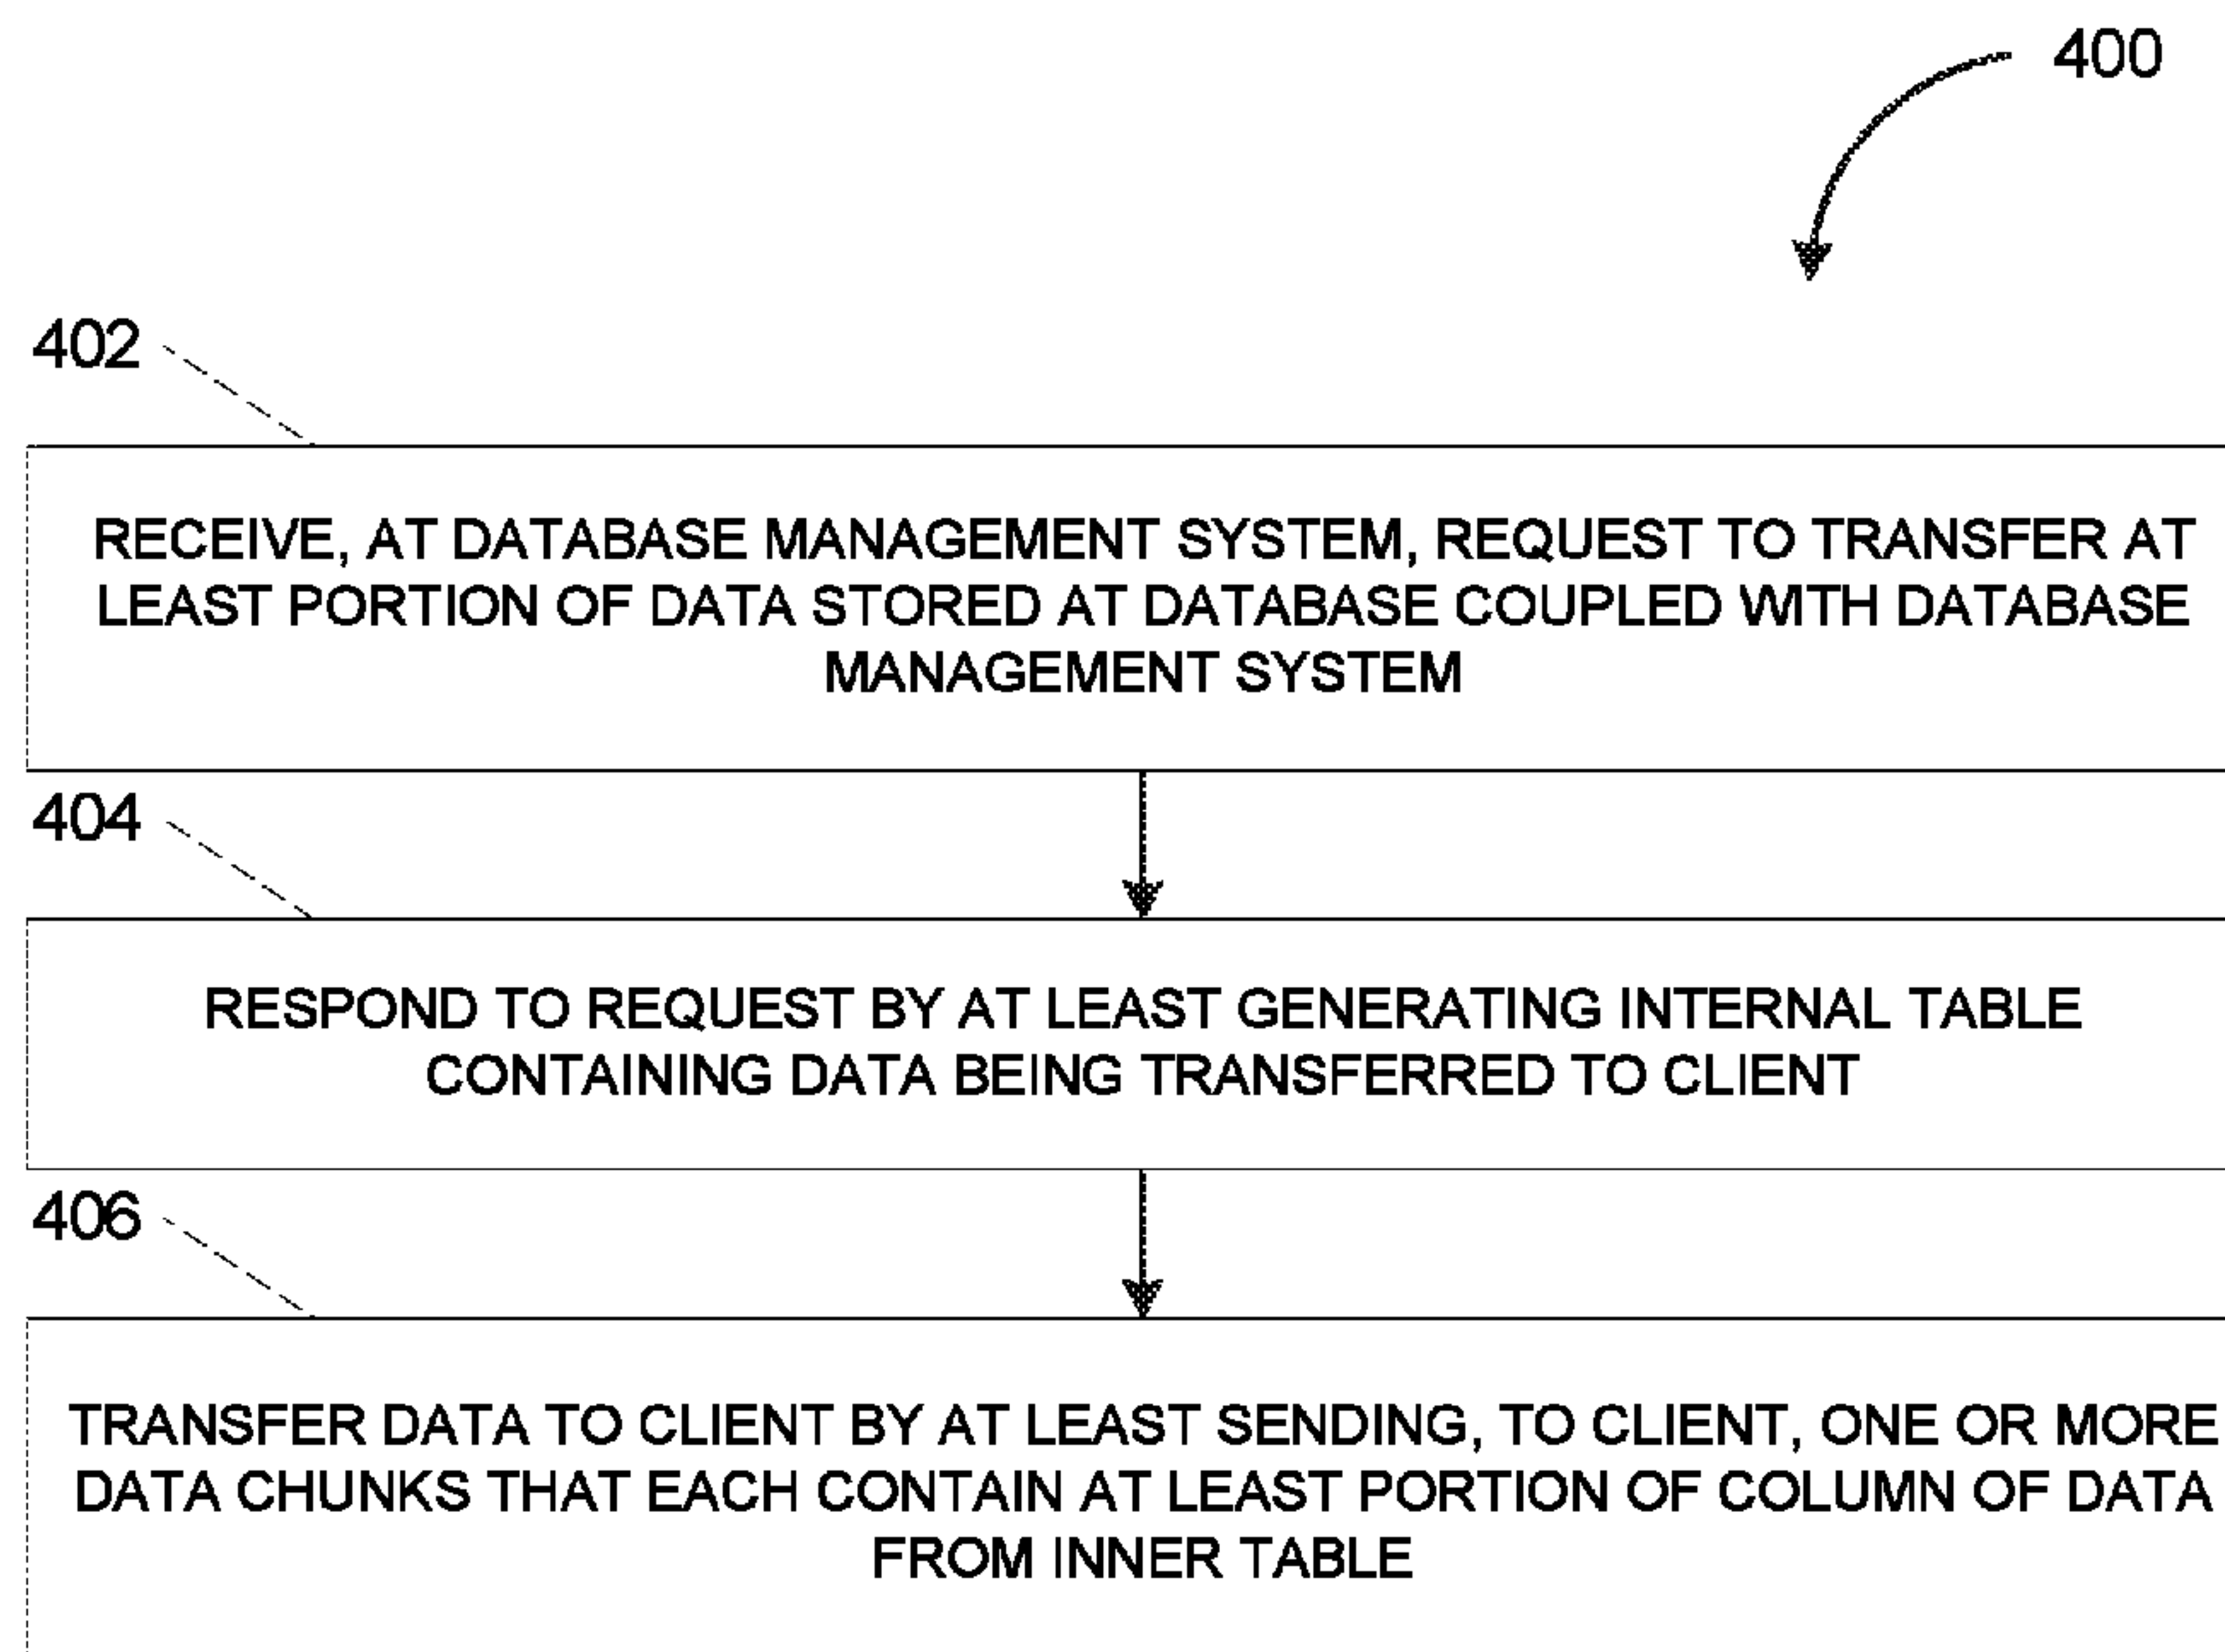 400
402
RECEIVE, AT DATABASE MANAGEMENT SYSTEM, REQUEST TO TRANSFER AT
LEAST PORTION OF DATA STORED AT DATABASE COUPLED WITH DATABASE
MANAGEMENT SYSTEM
404
RESPOND TO REQUEST BY AT LEAST GENERATING INTERNAL TABLE
CONTAINING DATA BEING TRANSFERRED TO CLIENT
406
TRANSFER DATA TO CLIENT BY AT LEAST SENDING, TO CLIENT, ONE OR MORE
DATA CHUNKS THAT EACH CONTAIN AT LEAST PORTION OF COLUMN OF DATA
FROM INNER TABLE